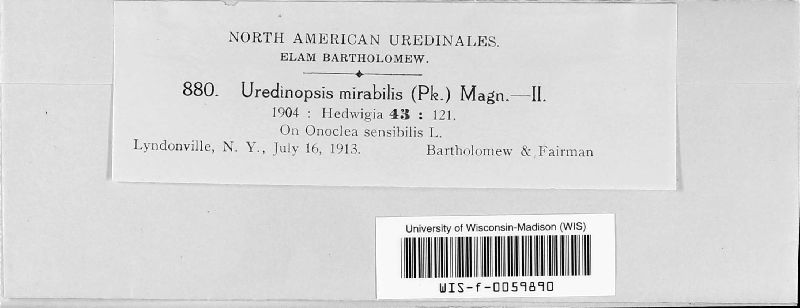 NORTH AMERICAN UREDINALES.
ELAM BARTHOLOMEW.
880. Uredinopsis mirabilis (Pk.) Magn.—II.
1904 : Hedwigia 43 : 121.
On Onoclea sensibilis L.
Lyndonville, N. Y., July 16, 1913. Bartholomew & Fairman
University of Wisconsin-Madison (WIS)
WIS-f-0059890